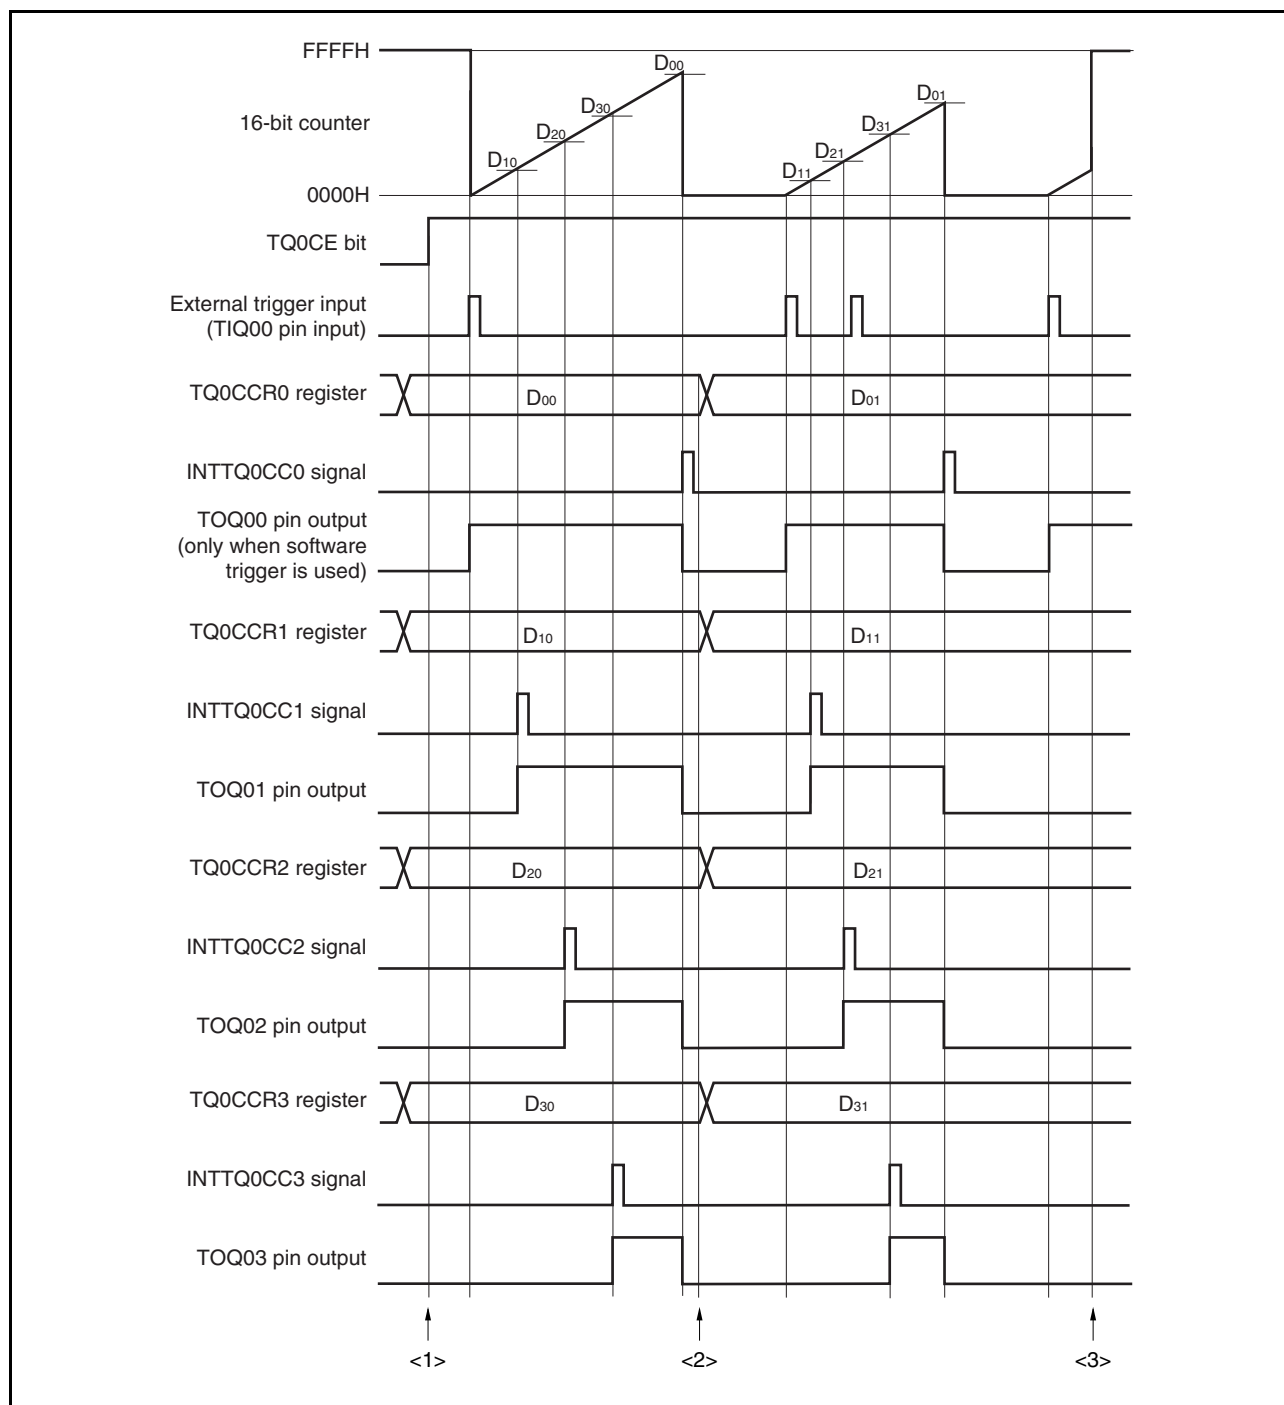 FFFFH
D00
D30
D01
16-bit counter
D20
D31
D10
D21
D11
0000H
TQ0CE bit
External trigger input
(TIQ00 pin input)
TQ0CCR0 register
D00
D01
INTTQ0CC0 signal
TOQ00 pin output
(only when software
trigger is used)
TQ0CCR1 register
D10
D11
INTTQ0CC1 signal
TOQ01 pin output
TQ0CCR2 register
D20
D21
INTTQ0CC2 signal
TOQ02 pin output
TQ0CCR3 register
D30
D31
INTTQ0CC3 signal
TOQ03 pin output
<1>
<2>
<3>